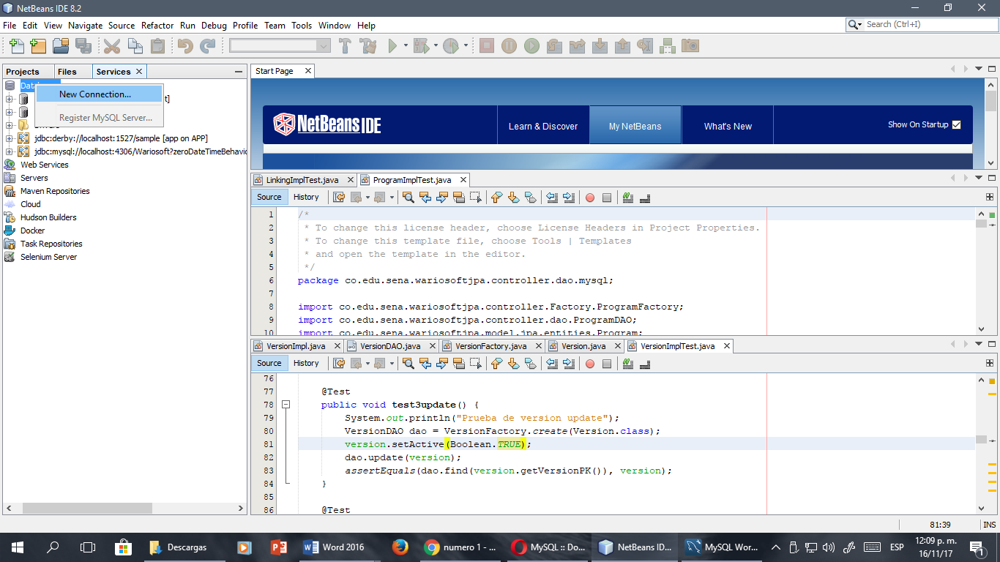 NetBeans IDE 8.2
File Edit View Navigate Source Refactor Run Debug Profile Team Tools Window Help
Search (Ctrl+I)
Projects Files Services
New Connection...
t]
Register MySQL Server...
jdbc:derby://localhost:1527/sample [app on APP]
jdbc:mysql://localhost:4306/Wariosoft?zeroDateTimeBehavio
Web Services
Servers
Maven Repositories
Cloud
Hudson Builders
Docker
Task Repositories
Selenium Server
Start Page
NetBeans IDE
Learn & Discover
My NetBeans
What's New
Show On Startup
LinkingImplTest.java ProgramImplTest.java
Source History
1 /*
2 * To change this license header, choose License Headers in Project Properties.
3 * To change this template file, choose Tools | Templates
4 * and open the template in the editor.
5 */
6 package co.edu.sena.wariosoftjpa.controller.dao.mysql;
7
8 import co.edu.sena.wariosoftjpa.controller.Factory.ProgramFactory;
9 import co.edu.sena.wariosoftjpa.controller.dao.ProgramDAO;
10 import co.edu.sena.wariosoftjpa.model.jpa.entities.Program;
VersionImpl.java VersionDAO.java VersionFactory.java Version.java VersionImplTest.java
Source History
76
77 @Test
78 public void test3update() {
79 System.out.println("Prueba de version update");
80 VersionDAO dao = VersionFactory.create(Version.class);
81 version.setActive(Boolean.TRUE);
82 dao.update(version);
83 assertEquals(dao.find(version.getVersionPK()), version);
84 }
85
86 @Test
81:39 INS
Descargas
Word 2016
numero 1 - ...
MySQL :: Do...
NetBeans ID...
MySQL Wor...
ESP
12:09 p. m.
16/11/17
1